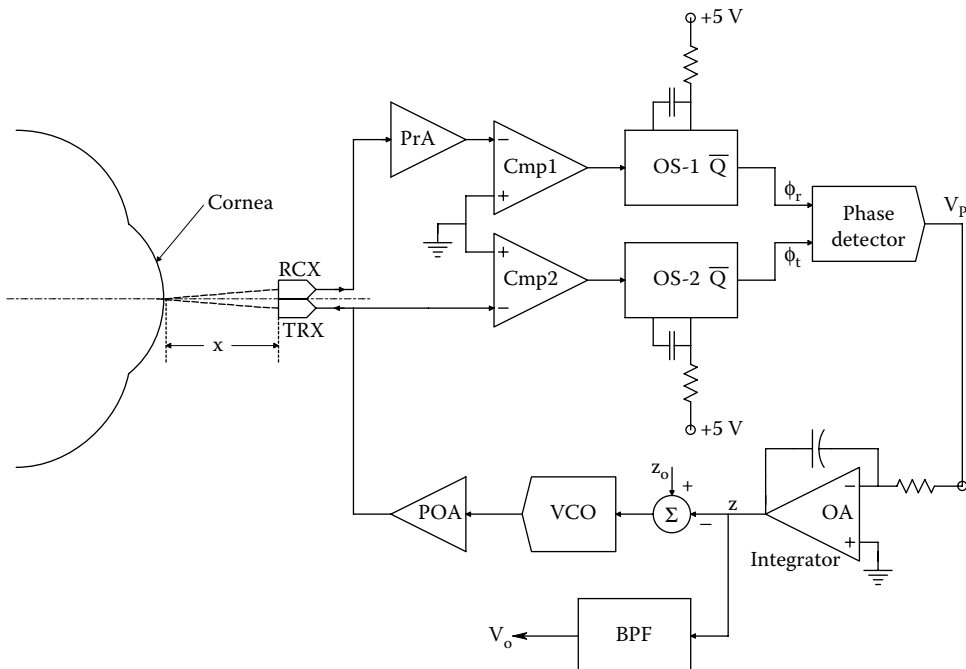 +5 V
PrA
Cmp1
−
+
OS-1 Q̅
Cornea
ϕr
VP
Phase
detector
RCX
ϕt
+
Cmp2
−
OS-2 Q̅
TRX
x
+5 V
zo
+
−
POA
VCO
Σ
z
−
OA
+
Integrator
Vo
BPF